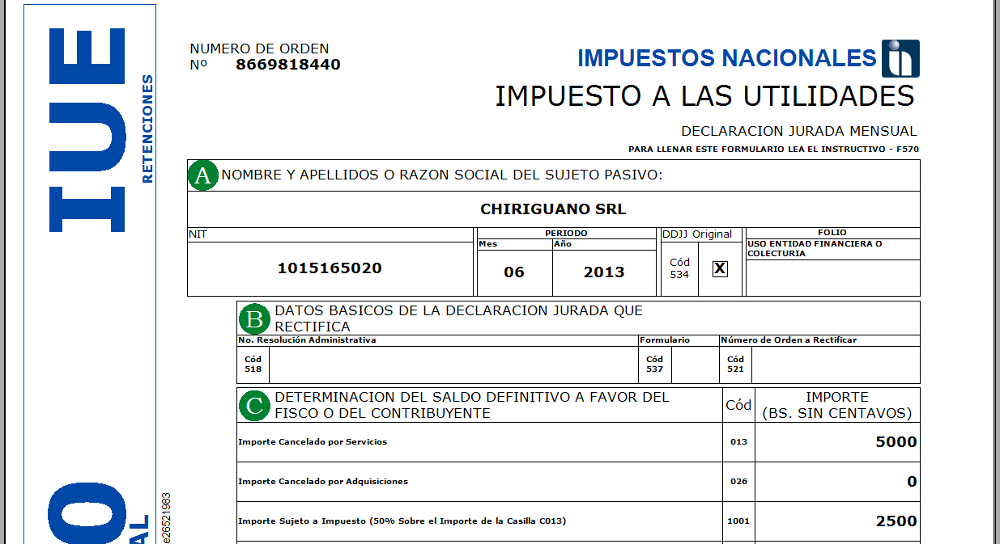 IUE
RETENCIONES
NUMERO DE ORDEN
Nº 8669818440
IMPUESTOS NACIONALES
IMPUESTO A LAS UTILIDADES
DECLARACION JURADA MENSUAL
PARA LLENAR ESTE FORMULARIO LEA EL INSTRUCTIVO - F570
A NOMBRE Y APELLIDOS O RAZON SOCIAL DEL SUJETO PASIVO:
CHIRIGUANO SRL
NIT
1015165020
PERIODO
Mes Año
06 2013
DDJJ Original
Cód
534
X
FOLIO
USO ENTIDAD FINANCIERA O
COLECTURIA
B DATOS BASICOS DE LA DECLARACION JURADA QUE
RECTIFICA
No. Resolución Administrativa Formulario Número de Orden a Rectificar
Cód
518
Cód
537
Cód
521
C DETERMINACION DEL SALDO DEFINITIVO A FAVOR DEL
FISCO O DEL CONTRIBUYENTE
Cód
IMPORTE
(BS. SIN CENTAVOS)
Importe Cancelado por Servicios 013 5000
Importe Cancelado por Adquisiciones 026 0
Importe Sujeto a Impuesto (50% Sobre el Importe de la Casilla C013) 1001 2500
O
AL
e26521983